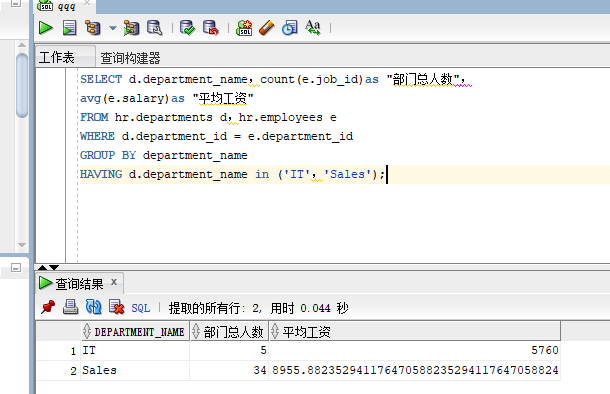 qqq
工作表 查询构建器
SELECT d.department_name，count(e.job_id)as "部门总人数"，
avg(e.salary)as "平均工资"
FROM hr.departments d，hr.employees e
WHERE d.department_id = e.department_id
GROUP BY department_name
HAVING d.department_name in ('IT'，'Sales');
查询结果 x
SQL | 提取的所有行: 2, 用时 0.044 秒
DEPARTMENT_NAME 部门总人数 平均工资
1 IT 5 5760
2 Sales 34 8955.88235294117647058823529411764705882